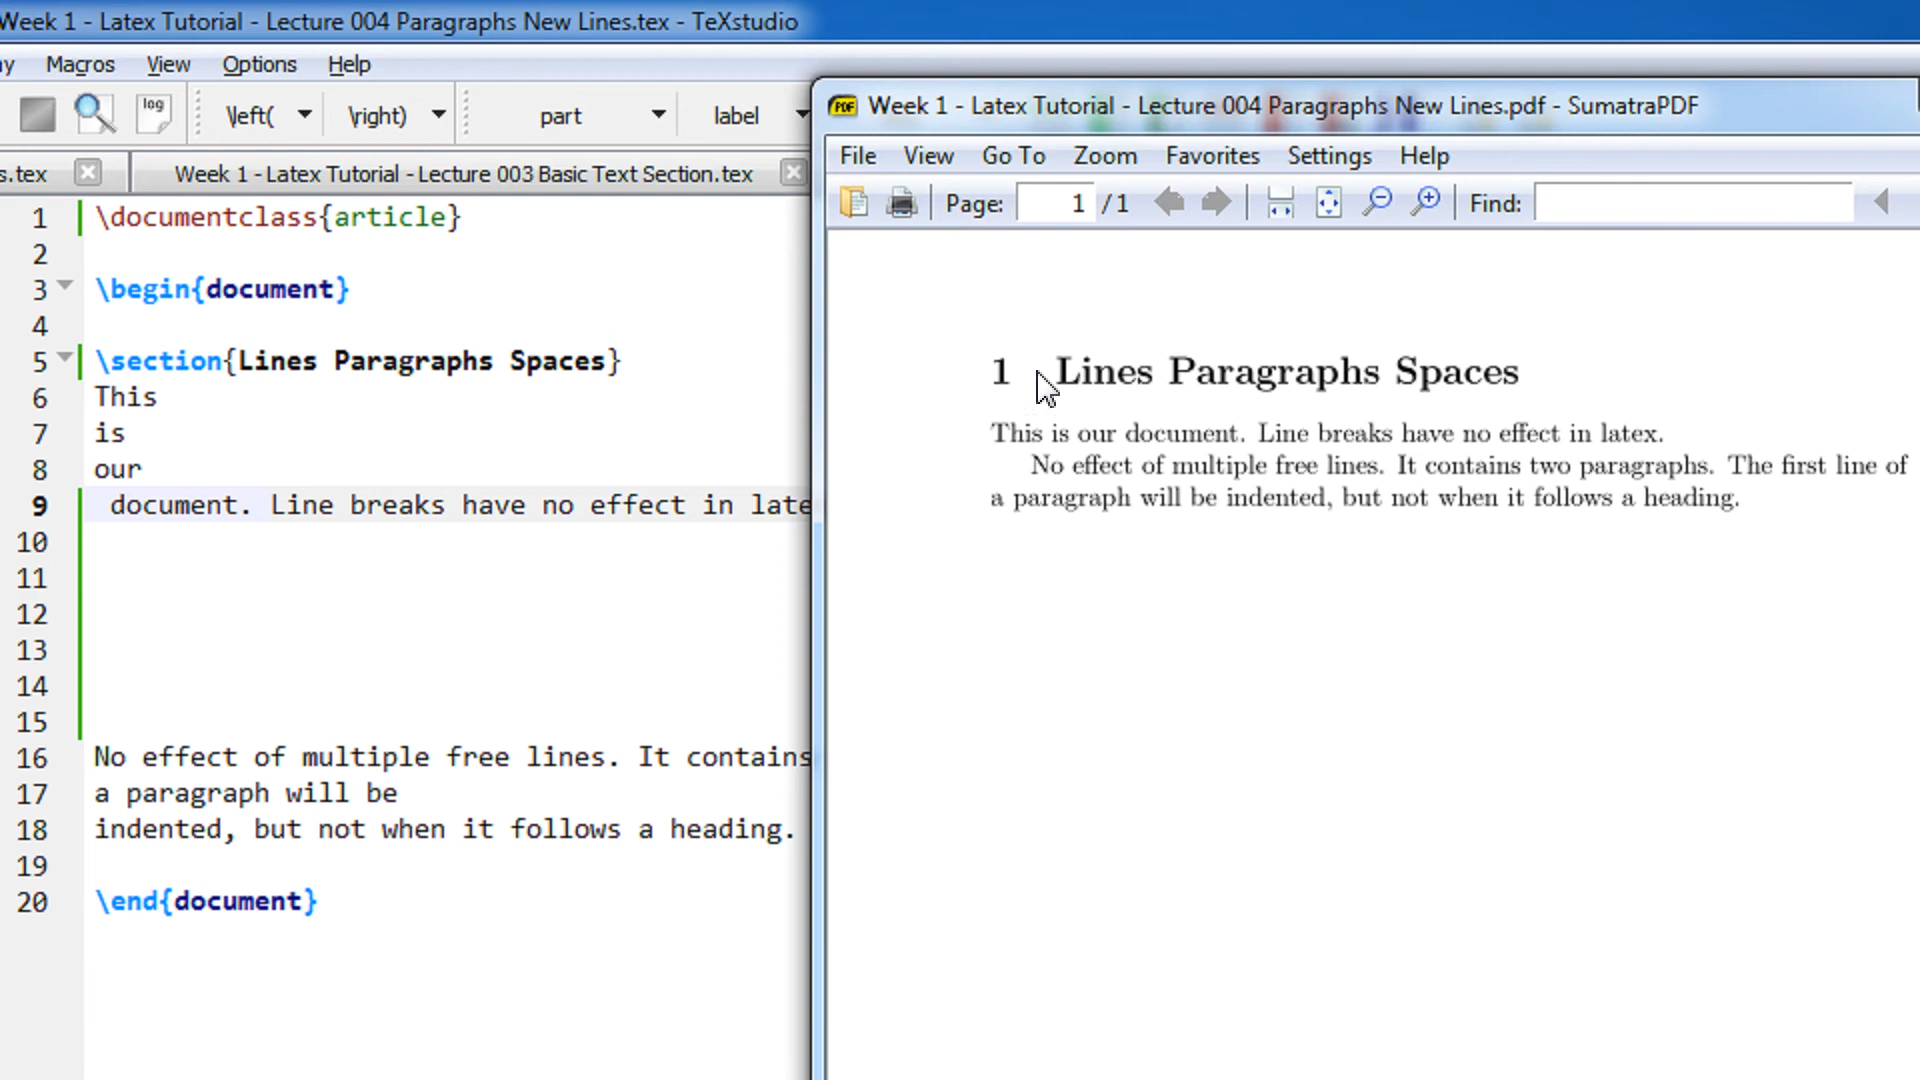 Week 1 - Latex Tutorial - Lecture 004 Paragraphs New Lines.tex - TeXstudio
Macros View Options Help
log \left( \right) part label
s.tex Week 1 - Latex Tutorial - Lecture 003 Basic Text Section.tex
1 \documentclass{article}
2
3 \begin{document}
4
5 \section{Lines Paragraphs Spaces}
6 This
7 is
8 our
9 document. Line breaks have no effect in late
10
11
12
13
14
15
16 No effect of multiple free lines. It contains
17 a paragraph will be
18 indented, but not when it follows a heading.
19
20 \end{document}
PDF Week 1 - Latex Tutorial - Lecture 004 Paragraphs New Lines.pdf - SumatraPDF
File View Go To Zoom Favorites Settings Help
Page: 1 / 1 Find:
1 Lines Paragraphs Spaces
This is our document. Line breaks have no effect in latex.
No effect of multiple free lines. It contains two paragraphs. The first line of
a paragraph will be indented, but not when it follows a heading.